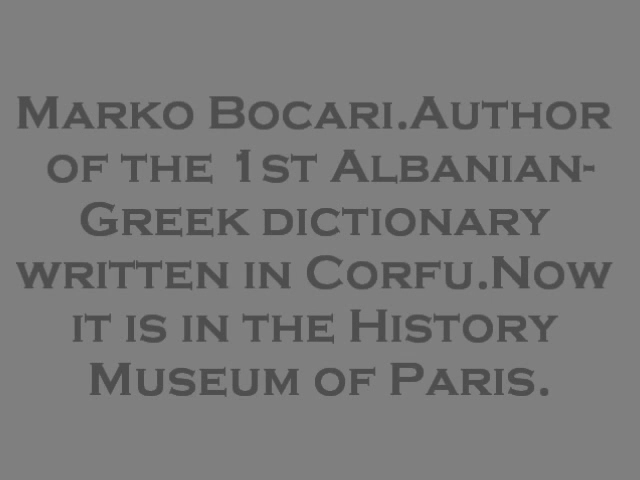 Marko Bocari.Author
of the 1st Albanian-
Greek dictionary
written in Corfu.Now
it is in the History
Museum of Paris.